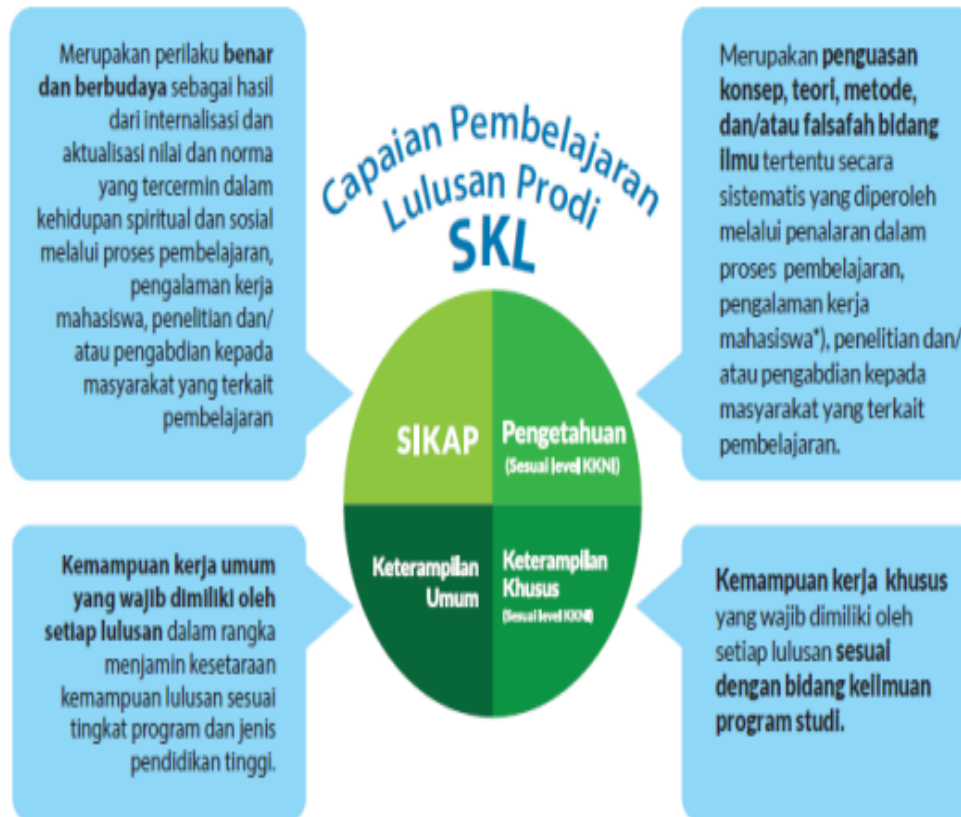 Capaian Pembelajaran
Lulusan Prodi
SKL
Merupakan perilaku benar
dan berbudaya sebagai hasil
dari internalisasi dan
aktualisasi nilai dan norma
yang tercermin dalam
kehidupan spiritual dan sosial
melalui proses pembelajaran,
pengalaman kerja
mahasiswa, penelitian dan/
atau pengabdian kepada
masyarakat yang terkait
pembelajaran
Merupakan penguasan
konsep, teori, metode,
dan/atau falsafah bidang
ilmu tertentu secara
sistematis yang diperoleh
melalui penalaran dalam
proses pembelajaran,
pengalaman kerja
mahasiswa*), penelitian dan/
atau pengabdian kepada
masyarakat yang terkait
pembelajaran.
SIKAP
Pengetahuan
(Sesuai level KKNI)
Keterampilan
Umum
Keterampilan
Khusus
(Sesuai level KKNI)
Kemampuan kerja umum
yang wajib dimiliki oleh
setiap lulusan dalam rangka
menjamin kesetaraan
kemampuan lulusan sesuai
tingkat program dan jenis
pendidikan tinggi.
Kemampuan kerja khusus
yang wajib dimiliki oleh
setiap lulusan sesuai
dengan bidang keilmuan
program studi.